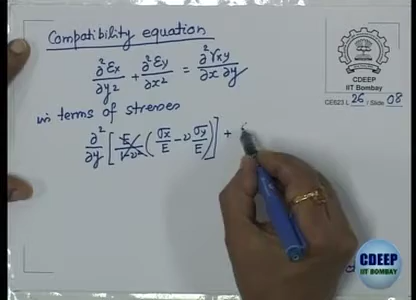 Compatibility equation
∂²εx/∂y² + ∂²εy/∂x² = ∂²γxy/∂x ∂y
in terms of stresses
∂²/∂y [ E/1-ν² ( σx/E - ν σy/E ) ] +
CDEEP
IIT Bombay
CE623 L 26 / Slide 08
CDEEP
IIT BOMBAY